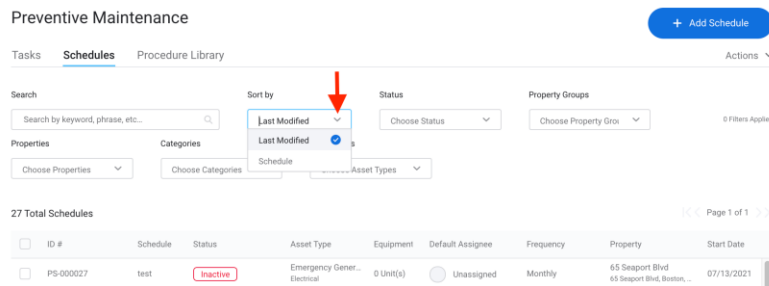 Preventive Maintenance
+ Add Schedule
Tasks Schedules Procedure Library Actions
Search Sort by Status Property Groups
Search by keyword, phrase, etc... Last Modified Choose Status Choose Property Grou 0 Filters Applie
Last Modified
Properties Categories s
Schedule
Choose Properties Choose Categories Choose Asset Types
27 Total Schedules Page 1 of 1
ID # Schedule Status Asset Type Equipment Default Assignee Frequency Property Start Date
PS-000027 test Inactive Emergency Gener... 0 Unit(s) Unassigned Monthly 65 Seaport Blvd 07/13/2021
Electrical 65 Seaport Blvd, Boston, ...